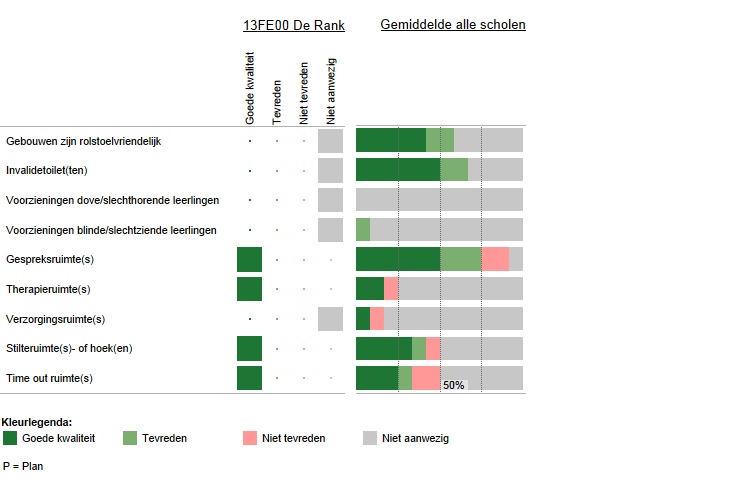 13FE00 De Rank
Gemiddelde alle scholen
Goede kwaliteit
Tevreden
Niet tevreden
Niet aanwezig
Gebouwen zijn rolstoelvriendelijk
Invalidetoilet(ten)
Voorzieningen dove/slechthorende leerlingen
Voorzieningen blinde/slechtziende leerlingen
Gespreksruimte(s)
Therapieruimte(s)
Verzorgingsruimte(s)
Stilteruimte(s)- of hoek(en)
Time out ruimte(s)
50%
Kleurlegenda:
Goede kwaliteit
Tevreden
Niet tevreden
Niet aanwezig
P = Plan